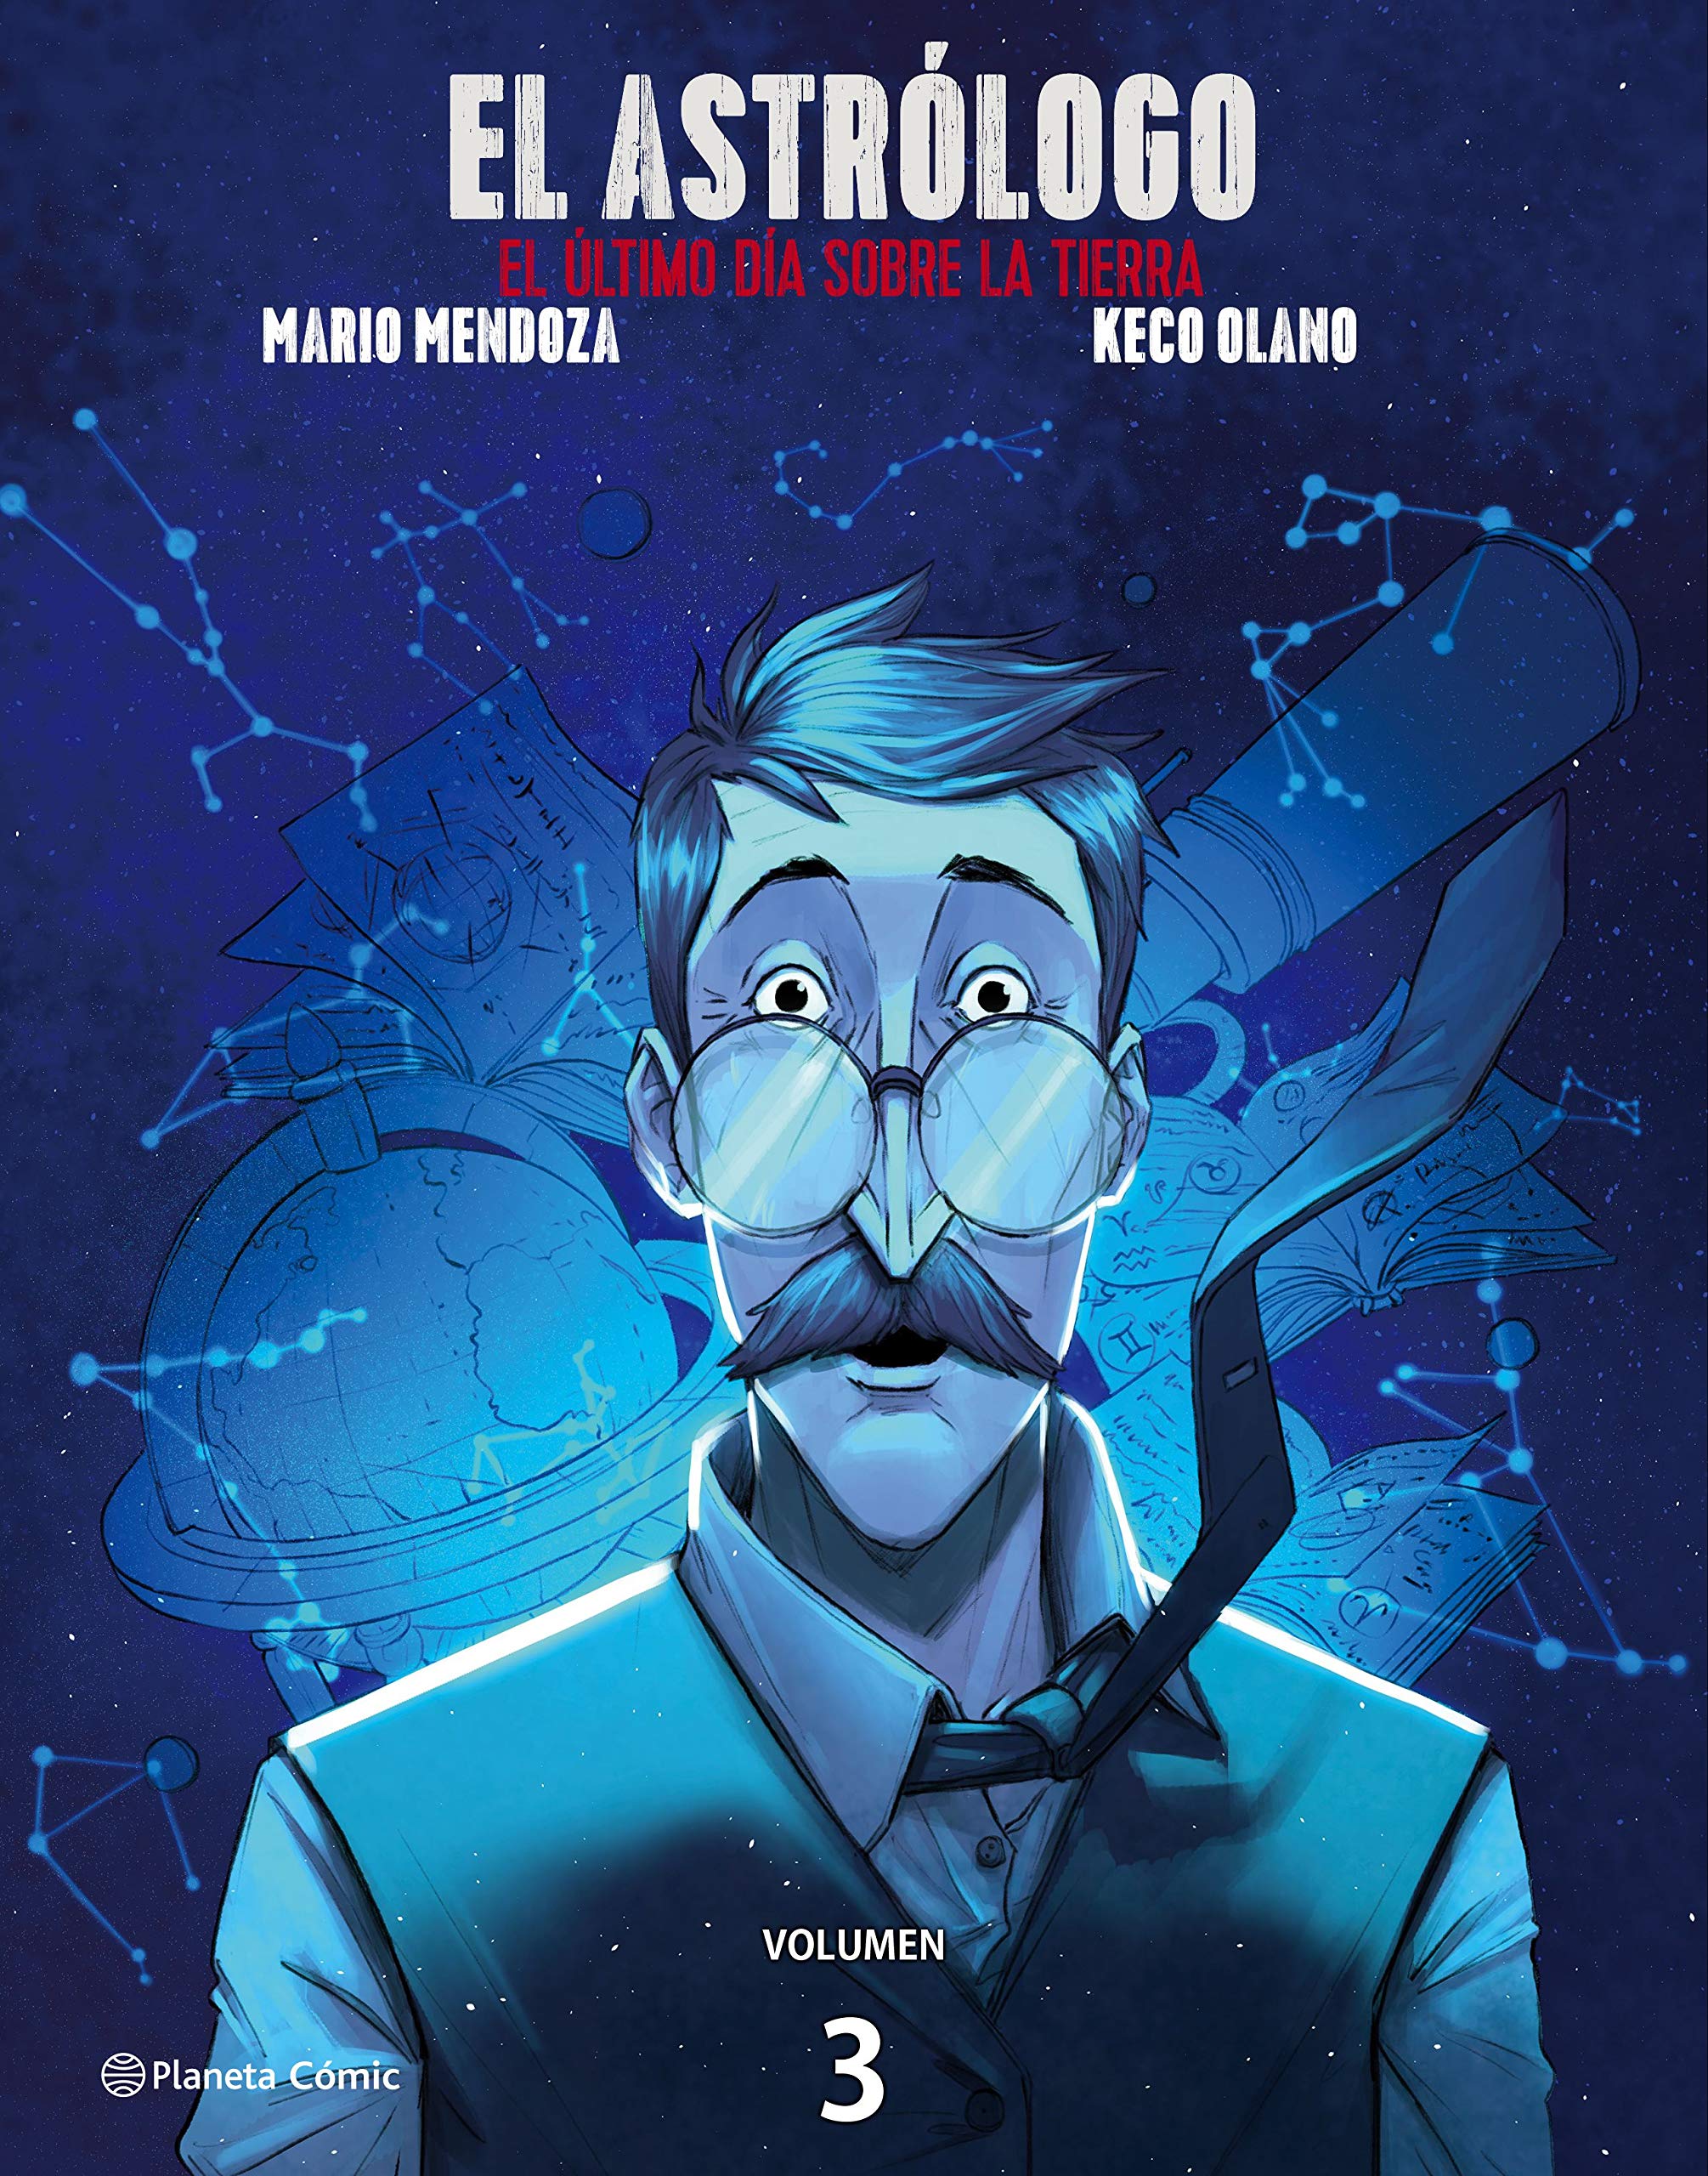 EL ASTRÓLOGO
EL ÚLTIMO DÍA SOBRE LA TIERRA
MARIO MENDOZA KECO OLANO
VOLUMEN
3
Planeta Cómic